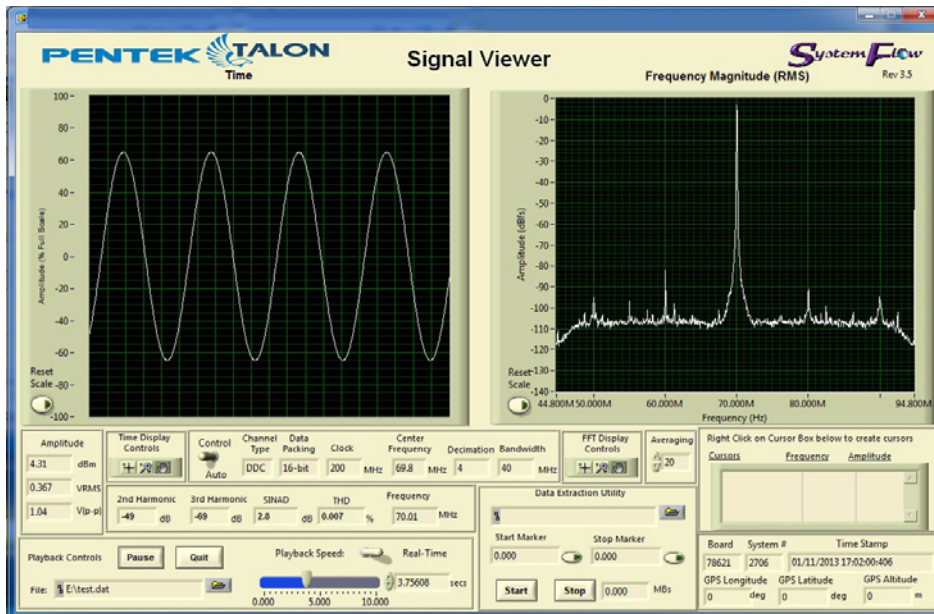 PENTEK TALON
Signal Viewer
SystemFlow
Rev 3.5
Time
Frequency Magnitude (RMS)
Amplitude (% Full Scale)
100
80
60
40
20
0
-20
-40
-60
-80
-100
Reset Scale
Amplitude (dBfs)
0
-10
-20
-30
-40
-50
-60
-70
-80
-90
-100
-110
-120
-130
-140
Reset Scale
44.800M 50.000M 60.000M 70.000M 80.000M 94.800M
Frequency (Hz)
Amplitude
4.31 dBm
0.367 VRMS
1.04 V(p-p)
Time Display Controls
Control
Auto
Channel Type
DDC
Data Packing
16-bit
Clock
200 MHz
Center Frequency
69.8 MHz
Decimation
4
Bandwidth
40 MHz
FFT Display Controls
Averaging
20
Right Click on Cursor Box below to create cursors
Cursors Frequency Amplitude
2nd Harmonic
-49 dB
3rd Harmonic
-69 dB
SINAD
2.8 dB
THD
0.007 %
Frequency
70.01 MHz
Data Extraction Utility
Start Marker
0.000
Stop Marker
0.000
Start Stop 0.000 MBs
Playback Controls
Pause Quit
Playback Speed: Real-Time
File: E:\test.dat
0.000 5.000 10.000
3.75608 secs
Board System # Time Stamp
78621 2706 01/11/2013 17:02:00:406
GPS Longitude GPS Latitude GPS Altitude
0 deg 0 deg 0 m